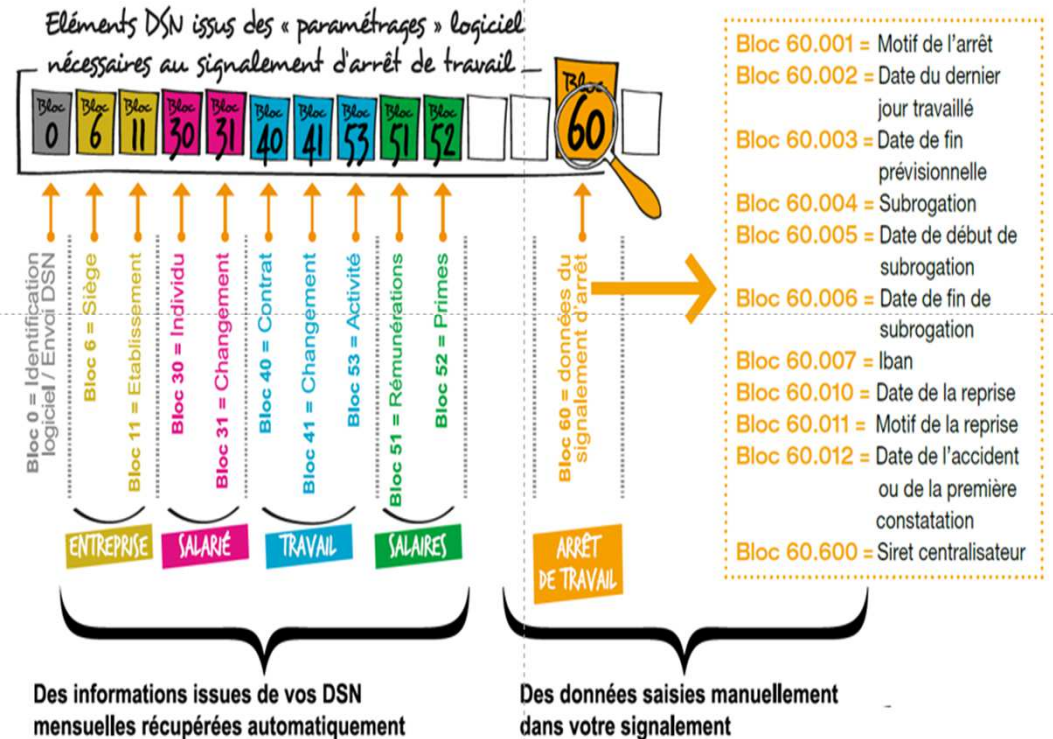 Eléments DSN issus des « paramétrages » logiciel
nécessaires au signalement d'arrêt de travail
Bloc 0
Bloc 6
Bloc 11
Bloc 30
Bloc 31
Bloc 40
Bloc 41
Bloc 53
Bloc 51
Bloc 52
Bloc 60
Bloc 0 = Identification
logiciel / Envoi DSN
Bloc 6 = Siège
Bloc 11 = Etablissement
Bloc 30 = Individu
Bloc 31 = Changement
Bloc 40 = Contrat
Bloc 41 = Changement
Bloc 53 = Activité
Bloc 51 = Rémunérations
Bloc 52 = Primes
Bloc 60 = données du
signalement d'arrêt
ENTREPRISE
SALARIÉ
TRAVAIL
SALAIRES
ARRÊT
DE TRAVAIL
Des informations issues de vos DSN
mensuelles récupérées automatiquement
Des données saisies manuellement
dans votre signalement
Bloc 60.001 = Motif de l'arrêt
Bloc 60.002 = Date du dernier
jour travaillé
Bloc 60.003 = Date de fin
prévisionnelle
Bloc 60.004 = Subrogation
Bloc 60.005 = Date de début de
subrogation
Bloc 60.006 = Date de fin de
subrogation
Bloc 60.007 = Iban
Bloc 60.010 = Date de la reprise
Bloc 60.011 = Motif de la reprise
Bloc 60.012 = Date de l'accident
ou de la première
constatation
Bloc 60.600 = Siret centralisateur